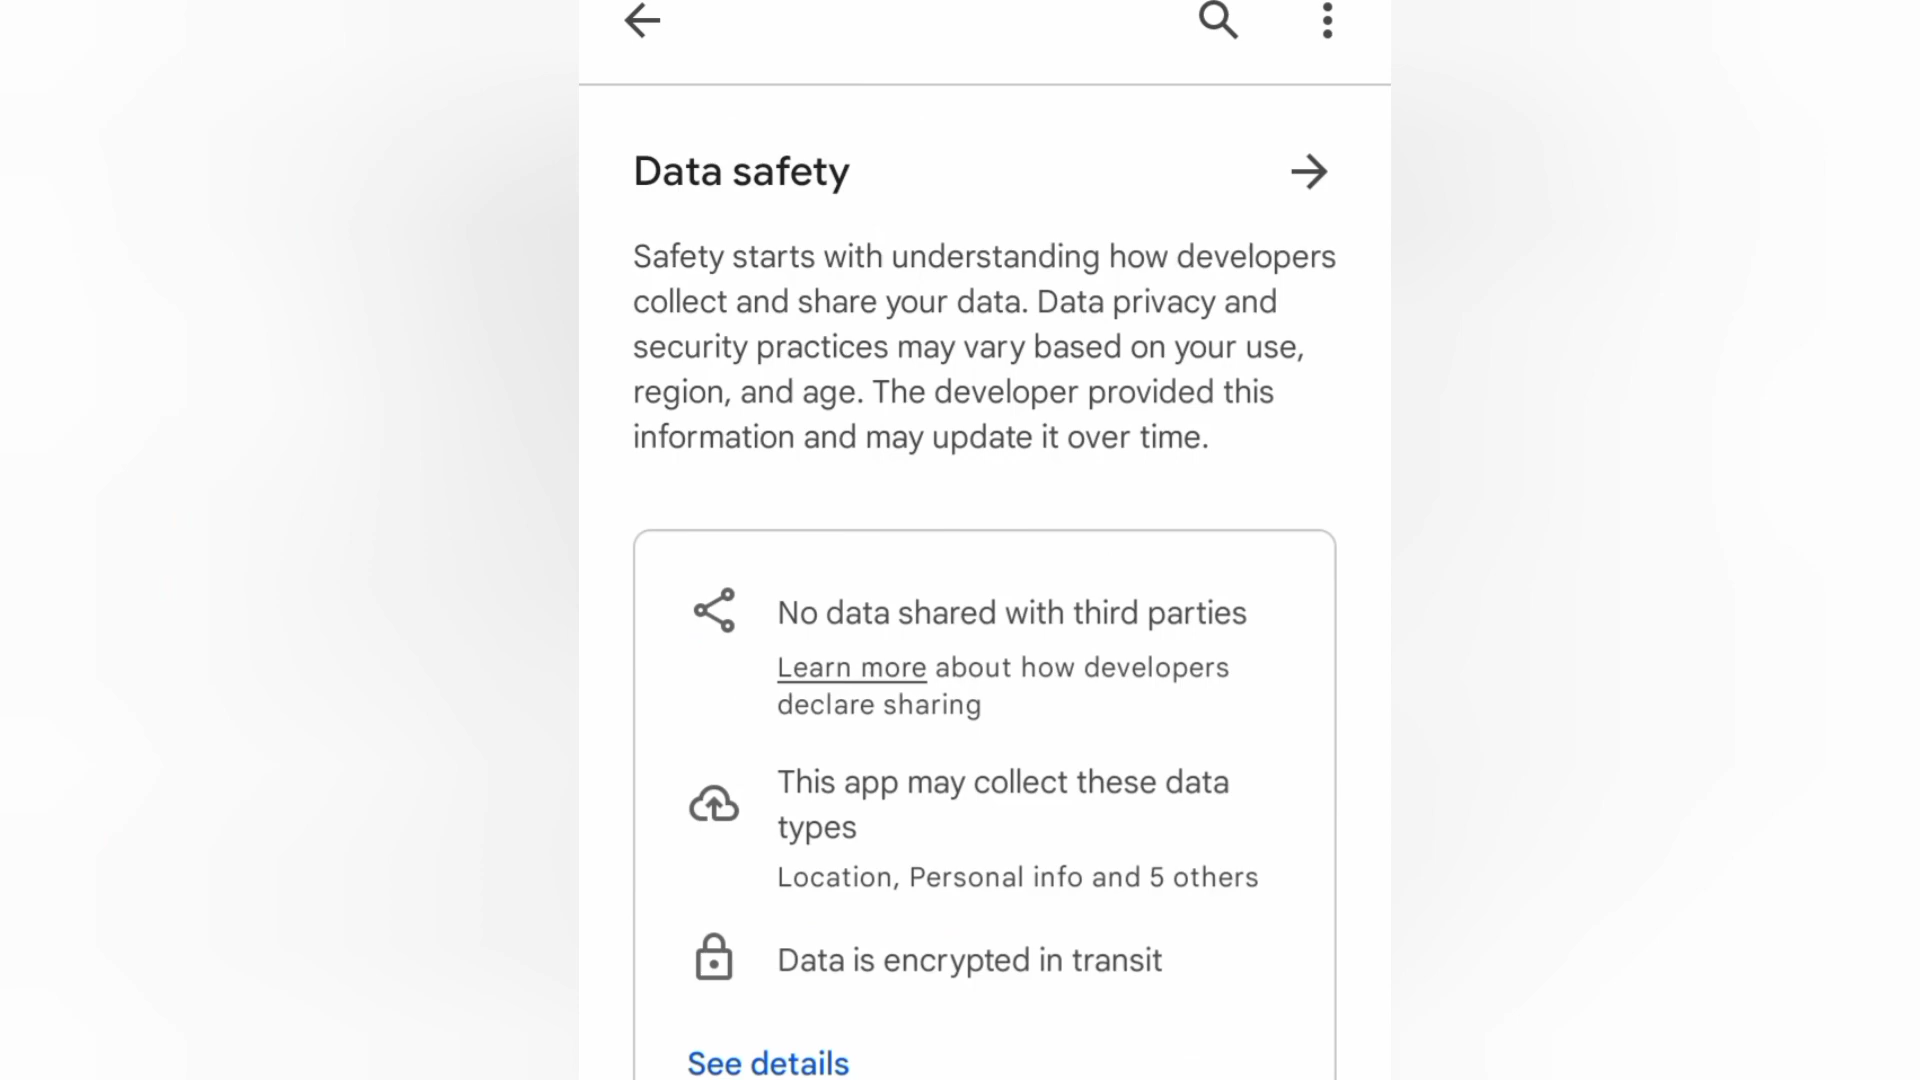 Data safety
Safety starts with understanding how developers
collect and share your data. Data privacy and
security practices may vary based on your use,
region, and age. The developer provided this
information and may update it over time.
No data shared with third parties
Learn more about how developers
declare sharing
This app may collect these data
types
Location, Personal info and 5 others
Data is encrypted in transit
See details